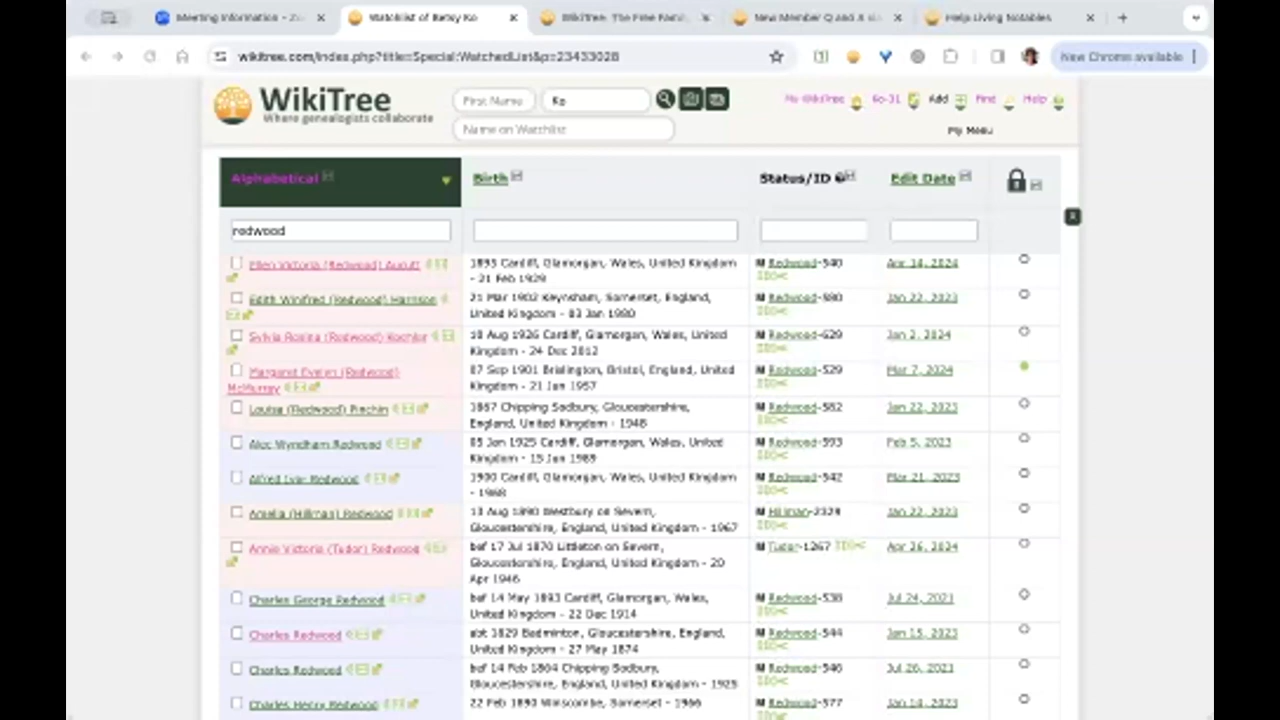 Meeting Information - Zo
Watchlist of Betsy Ko
WikiTree: The Free Fami
New Member Q and A
Help Living Notables
wikitree.com/index.php?title=Special:WatchedList&p=23433028
New Chrome available
WikiTree
Where genealogists collaborate
First Name
Ko
Name on Watchlist
My WikiTree
Ko-31
Add
Find
Help
My Menu
Alphabetical
Birth
Status/ID
Edit Date
redwood
Ellen Victoria (Redwood) 1893 Cardiff, Glamorgan, Wales, United Kingdom M Redwood-540 Apr 14, 2024
- 21 Feb 1929
Edith Winifred (Redwood) Harrison 21 Mar 1902 Keynsham, Somerset, England, M Redwood-580 Jan 22, 2023
United Kingdom - 03 Jan 1980
Sylvia Rosina (Redwood) 10 Aug 1926 Cardiff, Glamorgan, Wales, United M Redwood-629 Jan 2, 2024
Kingdom - 24 Dec 2012
Margaret Evelyn (Redwood) 07 Sep 1901 Brislington, Bristol, England, United M Redwood-529 Mar 7, 2024
McMurray Kingdom - 21 Jun 1957
Louisa (Redwood) Pinchin 1867 Chipping Sodbury, Gloucestershire, M Redwood-582 Jan 22, 2023
England, United Kingdom - 1948
Alec Wyndham Redwood 05 Jan 1925 Cardiff, Glamorgan, Wales, United M Redwood-593 Feb 5, 2023
Kingdom - 15 Jun 1989
Alfred Ivor Redwood 1900 Cardiff, Glamorgan, Wales, United Kingdom M Redwood-542 Mar 21, 2023
- 1968
Amelia (Hillman) Redwood 13 Aug 1890 Westbury on Severn, M Hillman-2329 Jan 22, 2023
Gloucestershire, England, United Kingdom - 1967
Annie Victoria (Tudor) Redwood bef 17 Jul 1870 Littleton on Severn, M Tudor-1267 Apr 26, 2024
Gloucestershire, England, United Kingdom - 20
Apr 1946
Charles George Redwood bef 14 May 1893 Cardiff, Glamorgan, Wales, M Redwood-538 Jul 24, 2021
United Kingdom - 22 Dec 1914
Charles Redwood abt 1829 Badminton, Gloucestershire, England, M Redwood-544 Jan 15, 2023
United Kingdom - 27 May 1874
Charles Redwood bef 14 Feb 1864 Chipping Sodbury, M Redwood-546 Jul 26, 2021
Gloucestershire, England, United Kingdom - 1925
Charles Henry Redwood 22 Feb 1890 Winscombe, Somerset - 1966 M Redwood-577 Jan 14, 2023